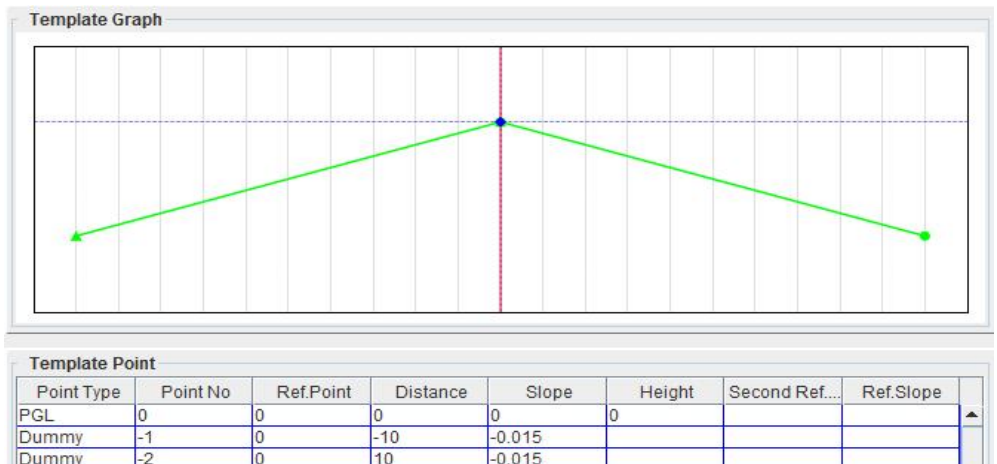 Template Graph
Template Point
Point Type Point No Ref.Point Distance Slope Height Second Ref.... Ref.Slope
PGL 0 0 0 0 0
Dummy -1 0 -10 -0.015
Dummy -2 0 10 -0.015